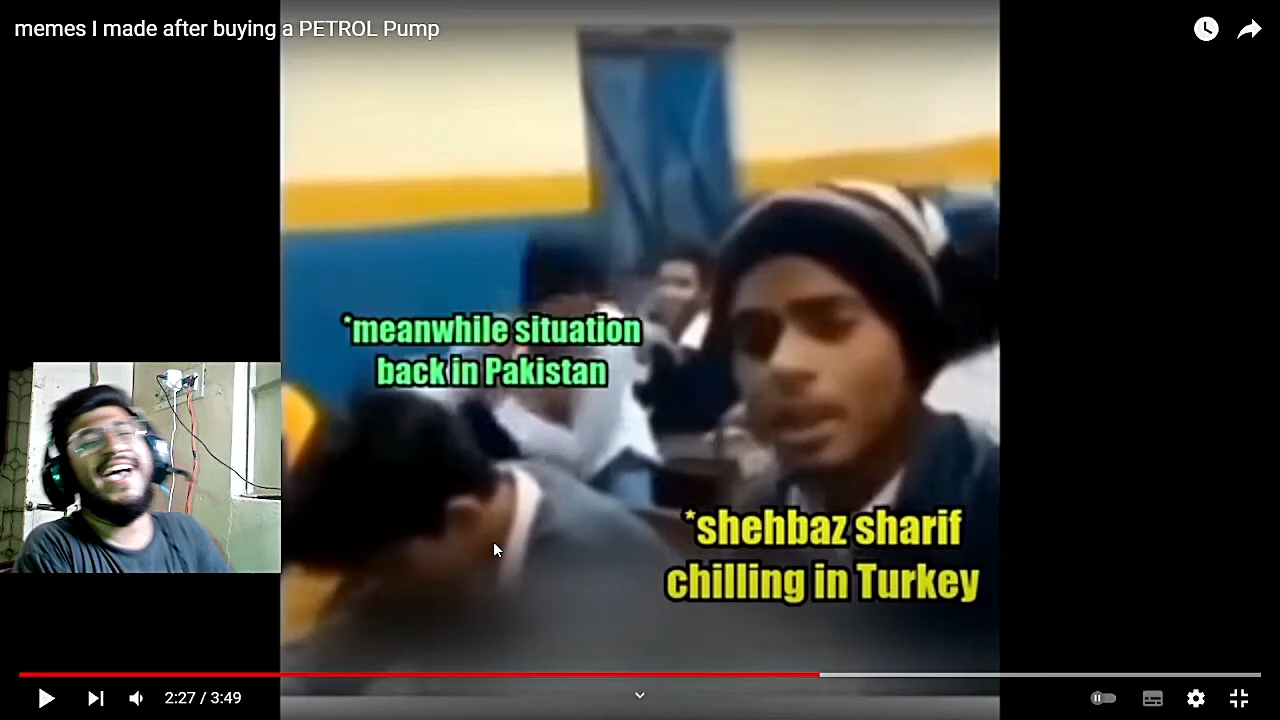 memes I made after buying a PETROL Pump
*meanwhile situation
back in Pakistan
*shehbaz sharif
chilling in Turkey
2:27 / 3:49